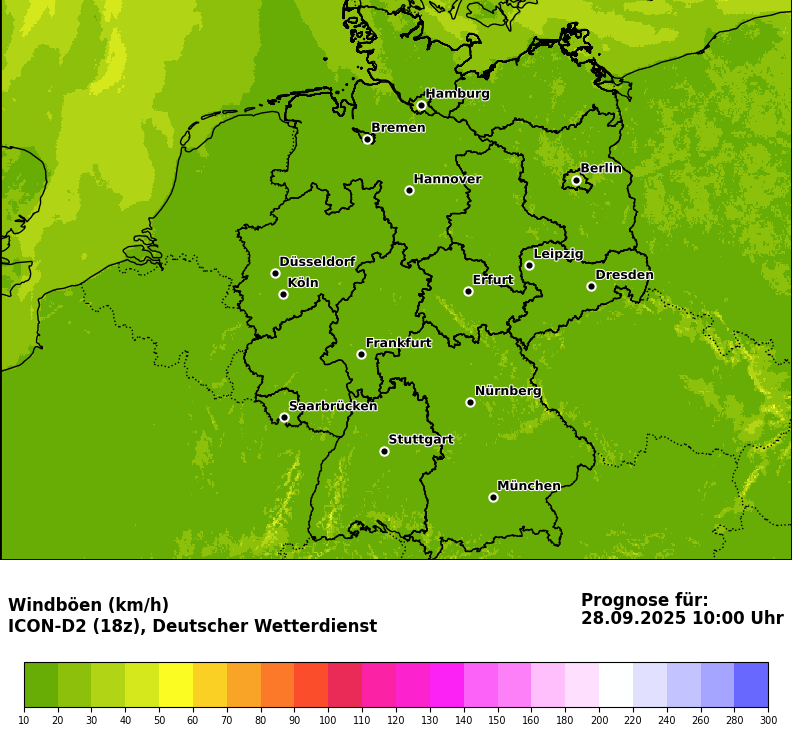 Hamburg
Bremen
Berlin
Hannover
Leipzig
Düsseldorf
Dresden
Erfurt
Köln
Frankfurt
Nürnberg
Saarbrücken
Stuttgart
München
Windböen (km/h)
ICON-D2 (18z), Deutscher Wetterdienst
Prognose für:
28.09.2025 10:00 Uhr
10 20 30 40 50 60 70 80 90 100 110 120 130 140 150 160 180 200 220 240 260 280 300